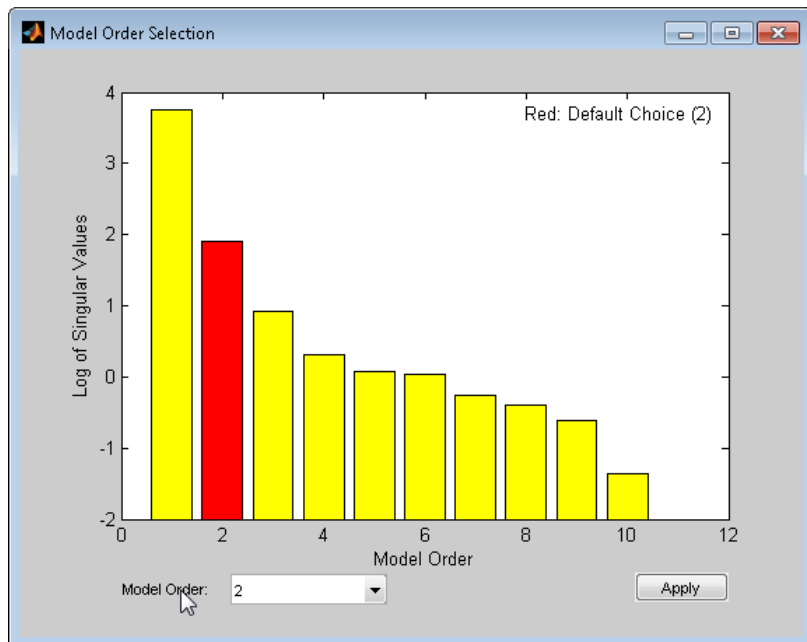 Model Order Selection
Red: Default Choice (2)
Log of Singular Values
4
3
2
1
0
-1
-2
0 2 4 6 8 10 12
Model Order
Model Order: 2 Apply